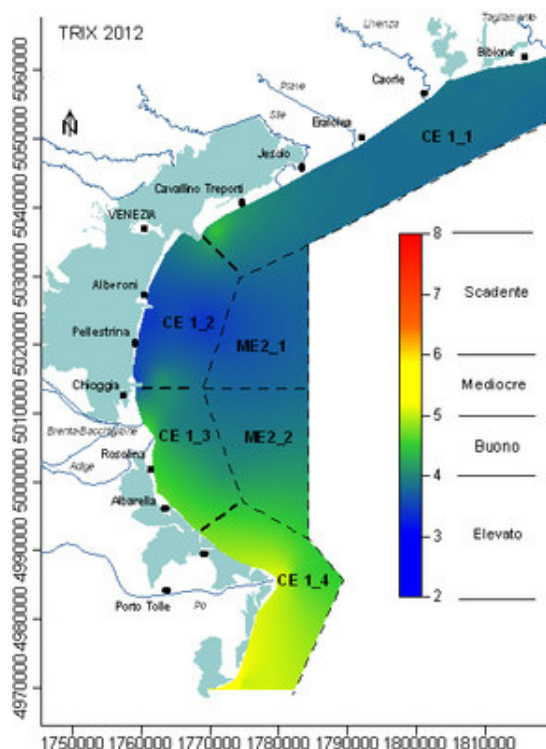 TRIX 2012
Tagliamento
Livenza
Bibione
Caorle
Piave
Eraclea
CE 1_1
Sile
Jesolo
Cavallino Treporti
VENEZIA
Alberoni
CE 1_2
Pellestrina
ME2_1
Chioggia
CE 1_3
ME2_2
Brenta-Bacchiglione
Rosolina
Adige
Albarella
CE 1_4
Porto Tolle
Po
N
8
7
6
5
4
3
2
Scadente
Mediocre
Buono
Elevato
5060000
5050000
5040000
5030000
5020000
5010000
5000000
4990000
4980000
4970000
1750000
1760000
1770000
1780000
1790000
1800000
1810000